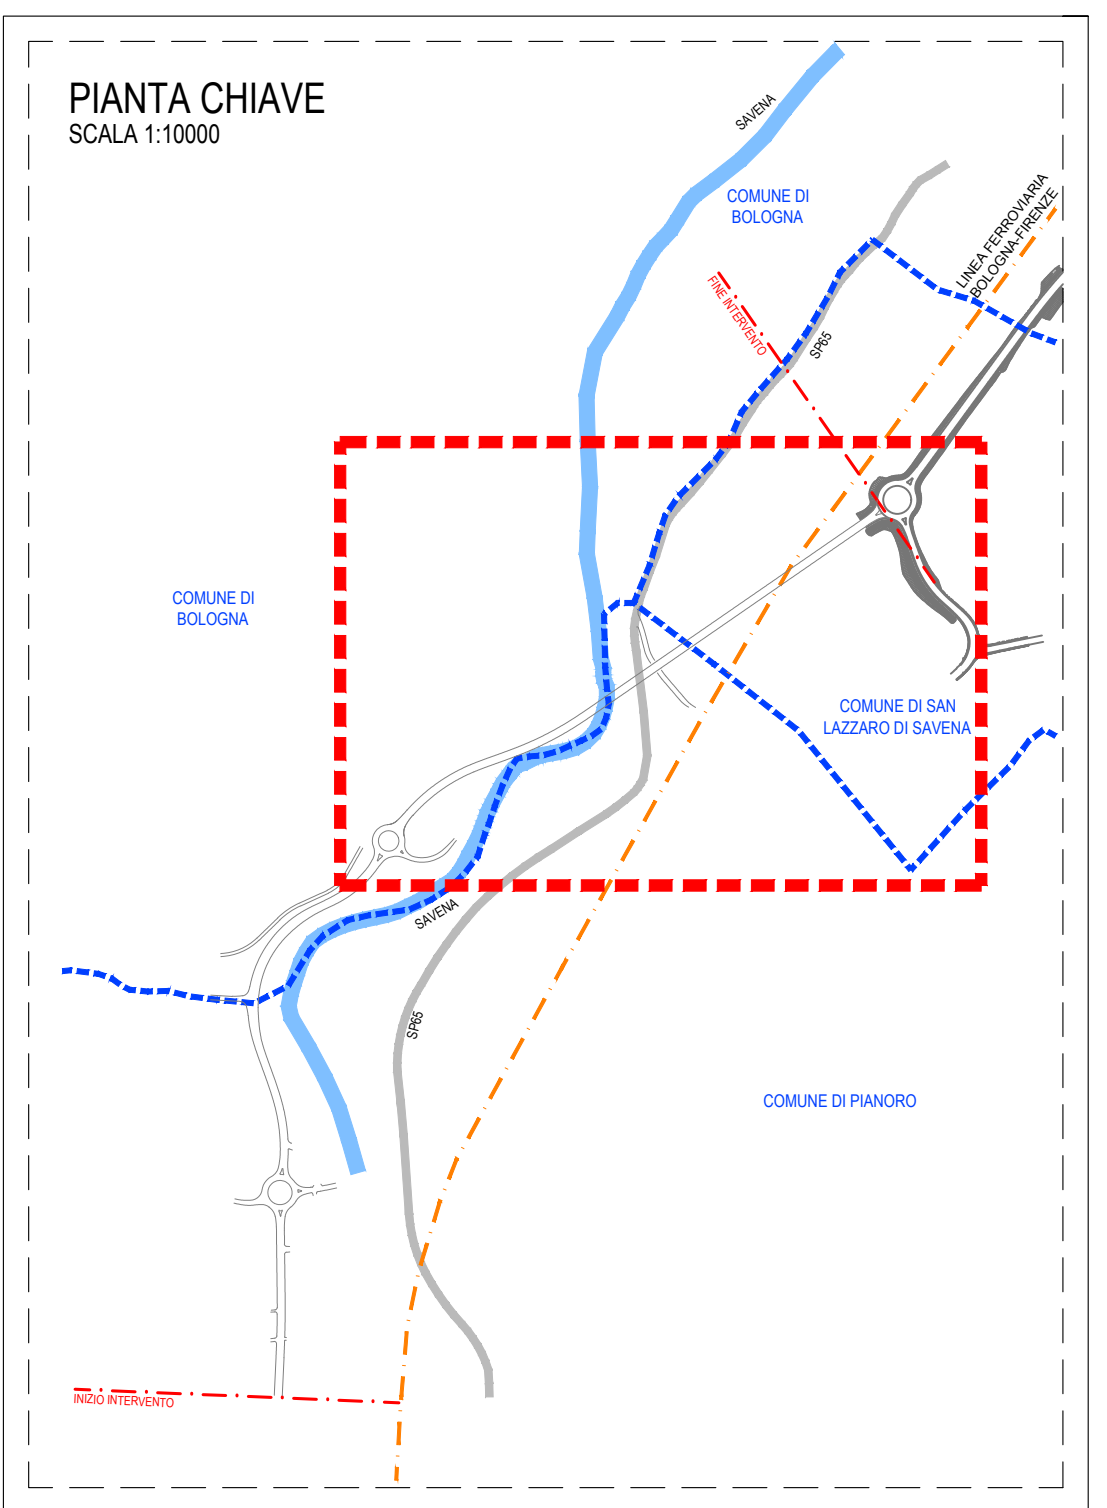 PIANTA CHIAVE
SCALA 1:10000
SAVENA
COMUNE DI
BOLOGNA
LINEA FERROVIARIA
BOLOGNA-FIRENZE
FINE INTERVENTO
SP65
COMUNE DI
BOLOGNA
COMUNE DI SAN
LAZZARO DI SAVENA
SAVENA
SP65
COMUNE DI PIANORO
INIZIO INTERVENTO